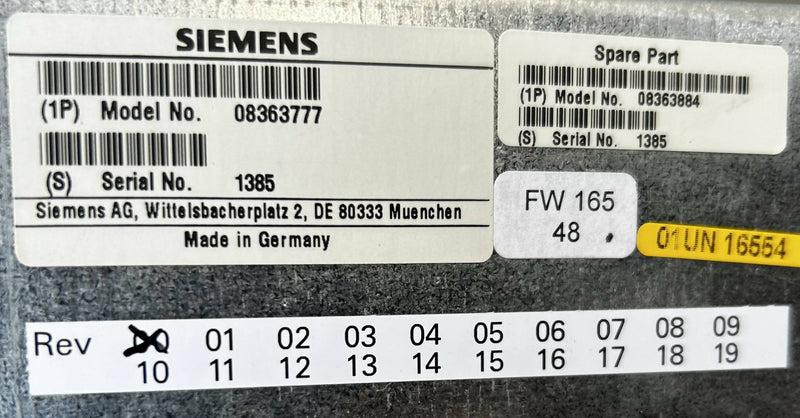 SIEMENS
(1P) Model No. 08363777
(S) Serial No. 1385
Siemens AG, Wittelsbacherplatz 2, DE 80333 Muenchen
Made in Germany
Spare Part
(1P) Model No. 08363884
(S) Serial No. 1385
FW 165
48 .
01UN 16554
Rev 00 01 02 03 04 05 06 07 08 09
10 11 12 13 14 15 16 17 18 19